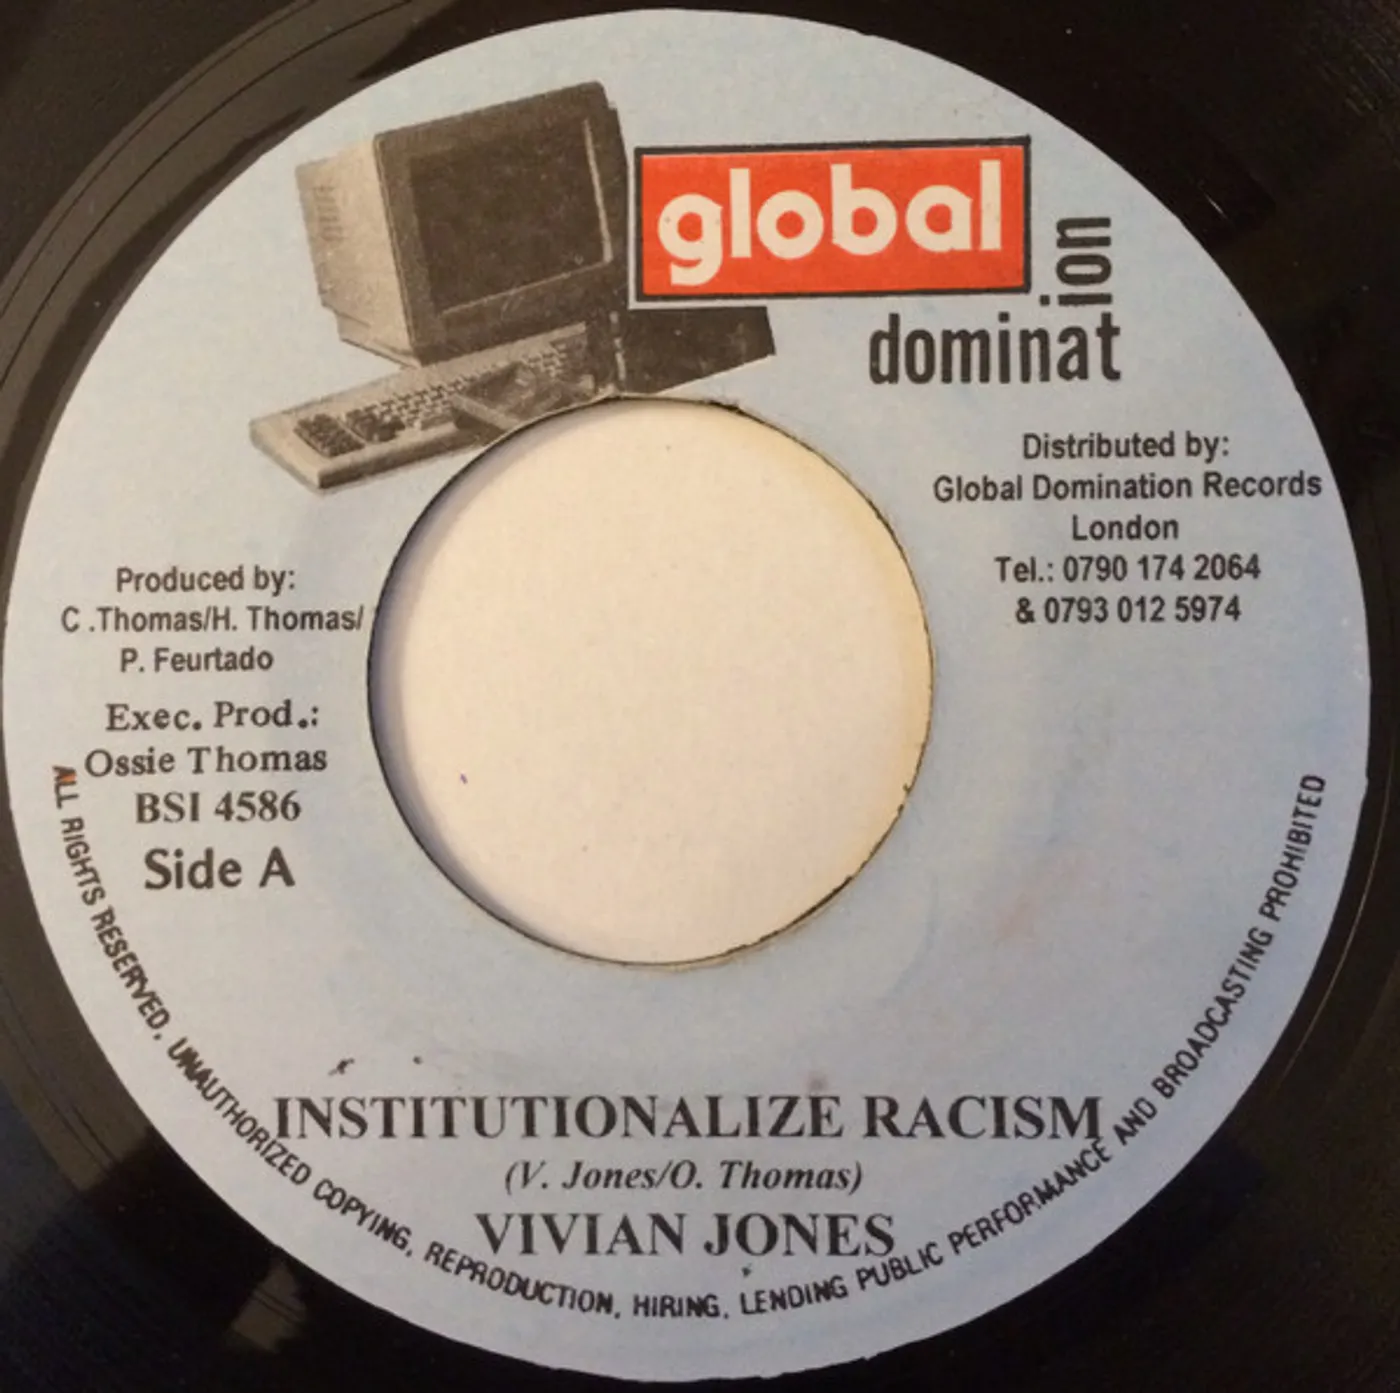 global
dominat
ion
Distributed by:
Global Domination Records
London
Tel.: 0790 174 2064
& 0793 012 5974
Produced by:
C .Thomas/H. Thomas/
P. Feurtado
Exec. Prod.:
Ossie Thomas
BSI 4586
Side A
INSTITUTIONALIZE RACISM
(V. Jones/O. Thomas)
VIVIAN JONES
ALL RIGHTS RESERVED. UNAUTHORIZED COPYING, REPRODUCTION, HIRING, LENDING PUBLIC PERFORMANCE AND BROADCASTING PROHIBITED